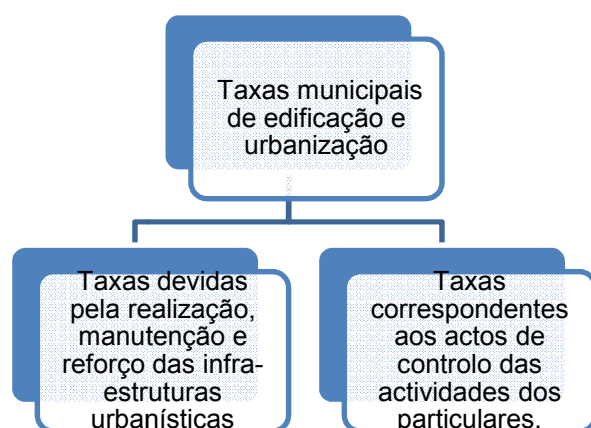 Taxas municipais
de edificação e
urbanização
Taxas devidas
pela realização,
manutenção e
reforço das infra-
estruturas
urbanísticas
Taxas
correspondentes
aos actos de
controlo das
actividades dos
particulares.